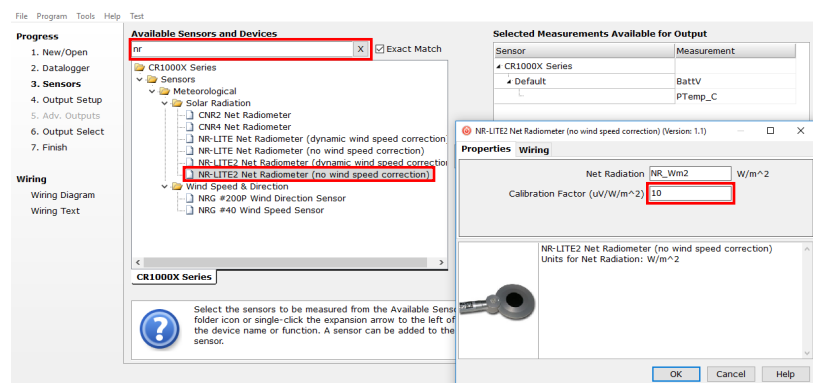 File Program Tools Help Test
Progress
1. New/Open
2. Datalogger
3. Sensors
4. Output Setup
5. Adv. Outputs
6. Output Select
7. Finish
Wiring
Wiring Diagram
Wiring Text
Available Sensors and Devices
nr X Exact Match
CR1000X Series
Sensors
Meteorological
Solar Radiation
CNR2 Net Radiometer
CNR4 Net Radiometer
NR-LITE Net Radiometer (dynamic wind speed correction)
NR-LITE Net Radiometer (no wind speed correction)
NR-LITE2 Net Radiometer (dynamic wind speed correction
NR-LITE2 Net Radiometer (no wind speed correction)
Wind Speed & Direction
NRG #200P Wind Direction Sensor
NRG #40 Wind Speed Sensor
CR1000X Series
Select the sensors to be measured from the Available Senso
folder icon or single-click the expansion arrow to the left of
the device name or function. A sensor can be added to the
sensor.
Selected Measurements Available for Output
Sensor Measurement
CR1000X Series
Default BattV
PTemp_C
NR-LITE2 Net Radiometer (no wind speed correction) (Version: 1.1)
Properties Wiring
Net Radiation NR_Wm2 W/m^2
Calibration Factor (uV/W/m^2) 10
NR-LITE2 Net Radiometer (no wind speed correction)
Units for Net Radiation: W/m^2
OK Cancel Help